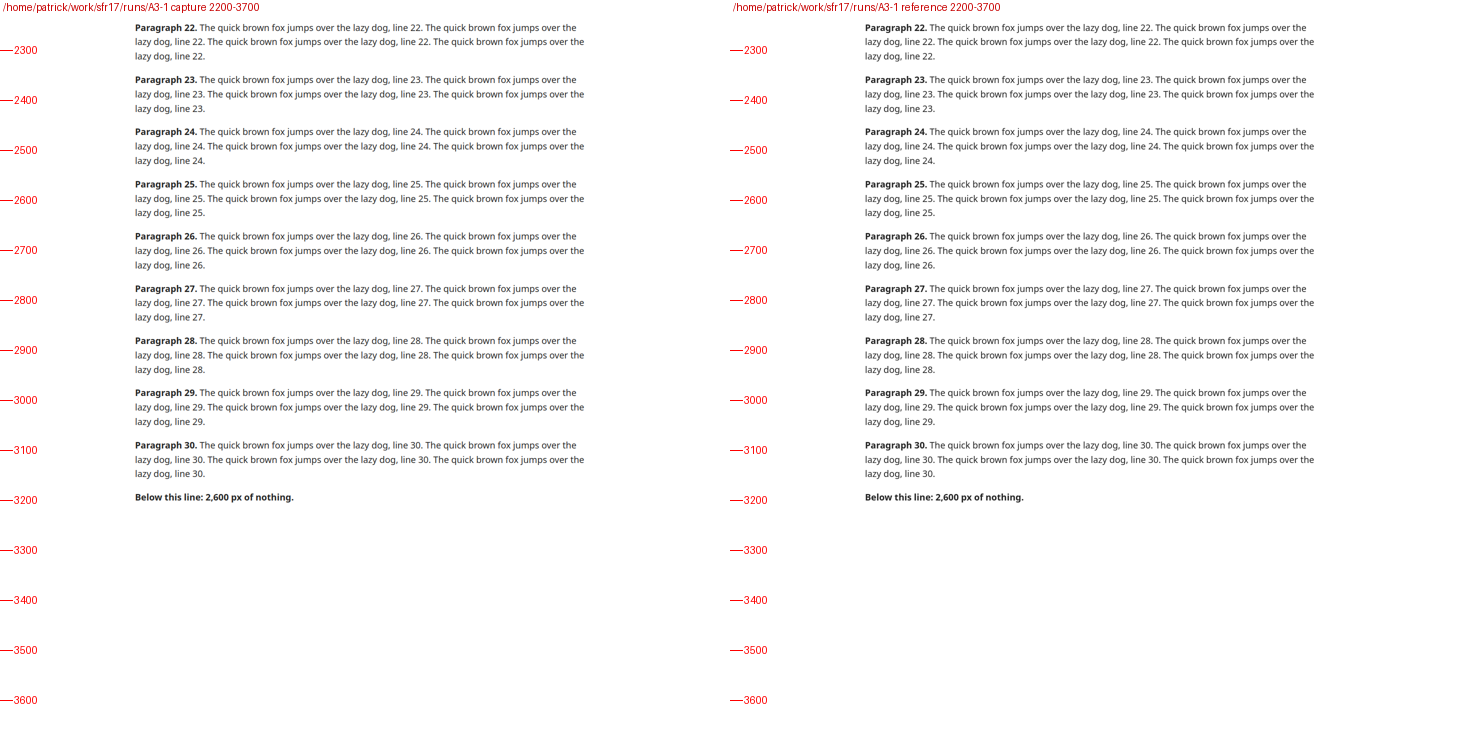 /home/patrick/work/sfr17/runs/A3-1 capture 2200-3700
Paragraph 22. The quick brown fox jumps over the lazy dog, line 22. The quick brown fox jumps over the
lazy dog, line 22. The quick brown fox jumps over the lazy dog, line 22. The quick brown fox jumps over the
lazy dog, line 22.
2300
Paragraph 23. The quick brown fox jumps over the lazy dog, line 23. The quick brown fox jumps over the
lazy dog, line 23. The quick brown fox jumps over the lazy dog, line 23. The quick brown fox jumps over the
lazy dog, line 23.
2400
Paragraph 24. The quick brown fox jumps over the lazy dog, line 24. The quick brown fox jumps over the
lazy dog, line 24. The quick brown fox jumps over the lazy dog, line 24. The quick brown fox jumps over the
lazy dog, line 24.
2500
Paragraph 25. The quick brown fox jumps over the lazy dog, line 25. The quick brown fox jumps over the
lazy dog, line 25. The quick brown fox jumps over the lazy dog, line 25. The quick brown fox jumps over the
lazy dog, line 25.
2600
Paragraph 26. The quick brown fox jumps over the lazy dog, line 26. The quick brown fox jumps over the
lazy dog, line 26. The quick brown fox jumps over the lazy dog, line 26. The quick brown fox jumps over the
lazy dog, line 26.
2700
Paragraph 27. The quick brown fox jumps over the lazy dog, line 27. The quick brown fox jumps over the
lazy dog, line 27. The quick brown fox jumps over the lazy dog, line 27. The quick brown fox jumps over the
lazy dog, line 27.
2800
Paragraph 28. The quick brown fox jumps over the lazy dog, line 28. The quick brown fox jumps over the
lazy dog, line 28. The quick brown fox jumps over the lazy dog, line 28. The quick brown fox jumps over the
lazy dog, line 28.
2900
Paragraph 29. The quick brown fox jumps over the lazy dog, line 29. The quick brown fox jumps over the
lazy dog, line 29. The quick brown fox jumps over the lazy dog, line 29. The quick brown fox jumps over the
lazy dog, line 29.
3000
Paragraph 30. The quick brown fox jumps over the lazy dog, line 30. The quick brown fox jumps over the
lazy dog, line 30. The quick brown fox jumps over the lazy dog, line 30. The quick brown fox jumps over the
lazy dog, line 30.
3100
Below this line: 2,600 px of nothing.
3200
3300
3400
3500
3600
/home/patrick/work/sfr17/runs/A3-1 reference 2200-3700
Paragraph 22. The quick brown fox jumps over the lazy dog, line 22. The quick brown fox jumps over the
lazy dog, line 22. The quick brown fox jumps over the lazy dog, line 22. The quick brown fox jumps over the
lazy dog, line 22.
2300
Paragraph 23. The quick brown fox jumps over the lazy dog, line 23. The quick brown fox jumps over the
lazy dog, line 23. The quick brown fox jumps over the lazy dog, line 23. The quick brown fox jumps over the
lazy dog, line 23.
2400
Paragraph 24. The quick brown fox jumps over the lazy dog, line 24. The quick brown fox jumps over the
lazy dog, line 24. The quick brown fox jumps over the lazy dog, line 24. The quick brown fox jumps over the
lazy dog, line 24.
2500
Paragraph 25. The quick brown fox jumps over the lazy dog, line 25. The quick brown fox jumps over the
lazy dog, line 25. The quick brown fox jumps over the lazy dog, line 25. The quick brown fox jumps over the
lazy dog, line 25.
2600
Paragraph 26. The quick brown fox jumps over the lazy dog, line 26. The quick brown fox jumps over the
lazy dog, line 26. The quick brown fox jumps over the lazy dog, line 26. The quick brown fox jumps over the
lazy dog, line 26.
2700
Paragraph 27. The quick brown fox jumps over the lazy dog, line 27. The quick brown fox jumps over the
lazy dog, line 27. The quick brown fox jumps over the lazy dog, line 27. The quick brown fox jumps over the
lazy dog, line 27.
2800
Paragraph 28. The quick brown fox jumps over the lazy dog, line 28. The quick brown fox jumps over the
lazy dog, line 28. The quick brown fox jumps over the lazy dog, line 28. The quick brown fox jumps over the
lazy dog, line 28.
2900
Paragraph 29. The quick brown fox jumps over the lazy dog, line 29. The quick brown fox jumps over the
lazy dog, line 29. The quick brown fox jumps over the lazy dog, line 29. The quick brown fox jumps over the
lazy dog, line 29.
3000
Paragraph 30. The quick brown fox jumps over the lazy dog, line 30. The quick brown fox jumps over the
lazy dog, line 30. The quick brown fox jumps over the lazy dog, line 30. The quick brown fox jumps over the
lazy dog, line 30.
3100
Below this line: 2,600 px of nothing.
3200
3300
3400
3500
3600